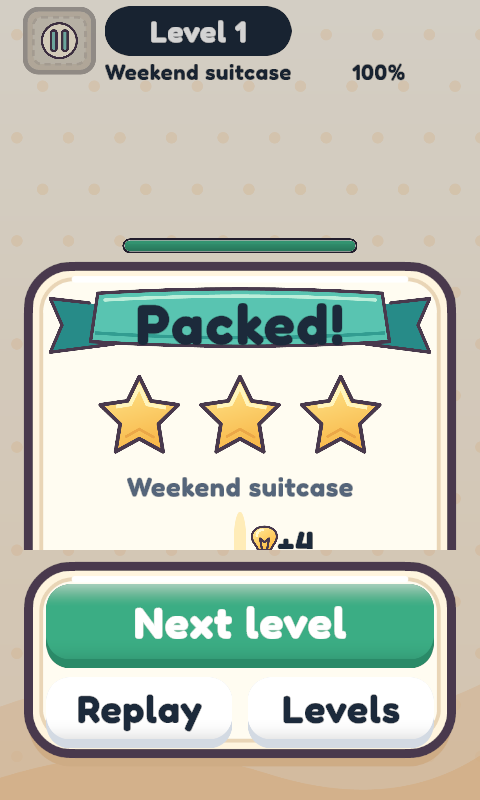 Level 1
Weekend suitcase 100%
Packed!
Weekend suitcase
+4
Next level
Replay Levels